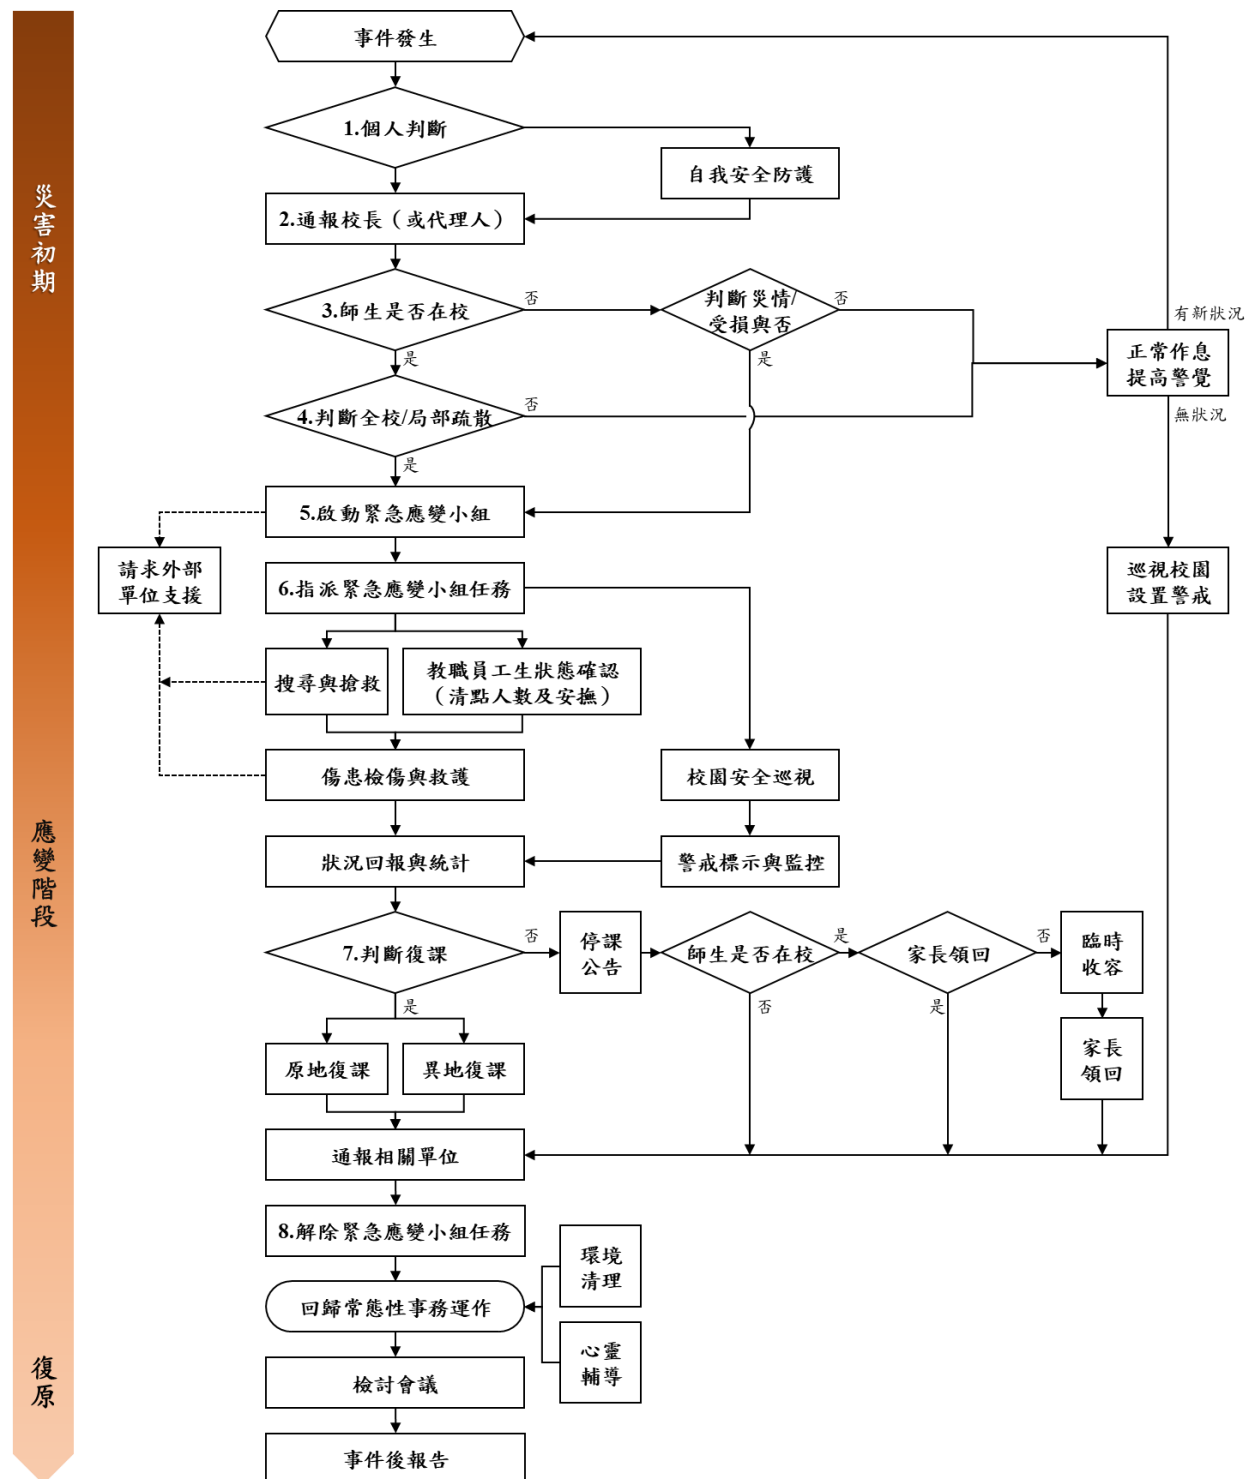 事件發生
1.個人判斷
自我安全防護
2.通報校長（或代理人）
災害初期
3.師生是否在校
否
判斷災情/
受損與否
否
有新狀況
正常作息
提高警覺
是
是
4.判斷全校/局部疏散
否
無狀況
是
5.啟動緊急應變小組
請求外部
單位支援
6.指派緊急應變小組任務
巡視校園
設置警戒
搜尋與搶救
教職員工生狀態確認
（清點人數及安撫）
傷患檢傷與救護
校園安全巡視
應變階段
狀況回報與統計
警戒標示與監控
7.判斷復課
否
停課
公告
師生是否在校
是
家長領回
否
臨時
收容
是
否
是
原地復課
異地復課
家長
領回
通報相關單位
8.解除緊急應變小組任務
環境
清理
回歸常態性事務運作
心靈
輔導
復原
檢討會議
事件後報告